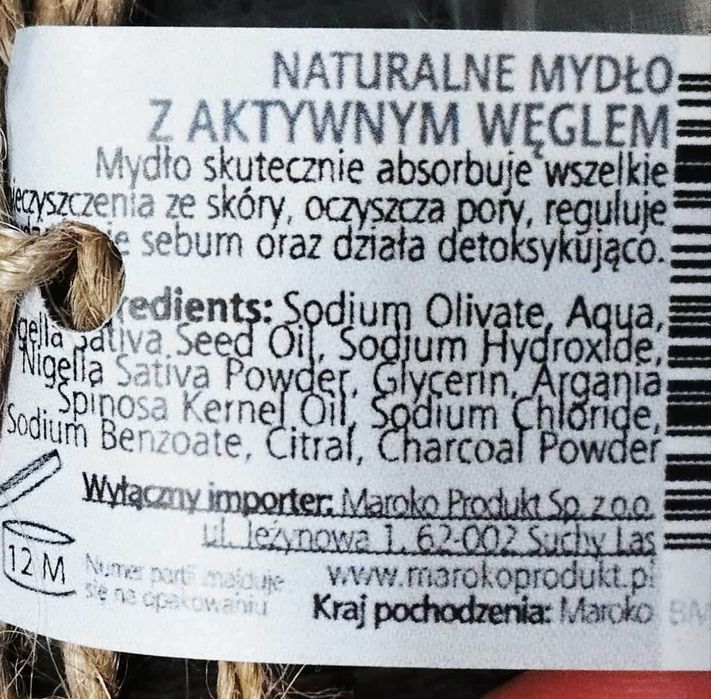 NATURALNE MYDŁO
Z AKTYWNYM WĘGLEM
Mydło skutecznie absorbuje wszelkie
eczyszczenia ze skóry, oczyszcza pory, reguluje
e sebum oraz działa detoksykująco.
redients: Sodium Olivate, Aqua,
gella Sativa Seed Oil, Sodium Hydroxide,
Nigella Sativa Powder, Glycerin, Argania
Spinosa Kernel Oil, Sodium Chloride,
Sodium Benzoate, Citral, Charcoal Powder
Wyłączny importer: Maroko Produkt Sp. z o.o.
ul. Jeżynowa 1, 62-002 Suchy Las
12 M
Numer partii znajduje
się na opakowaniu
www.marokoprodukt.pl
Kraj pochodzenia: Maroko